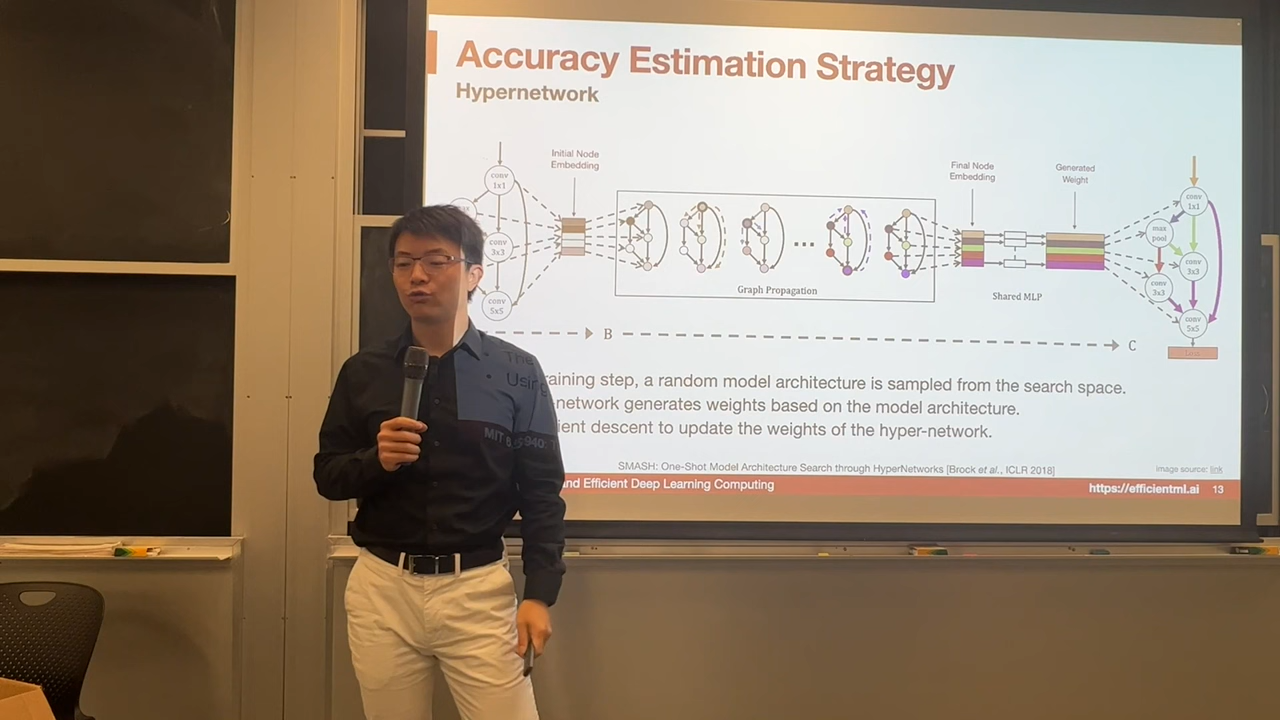 Accuracy Estimation Strategy
Hypernetwork
Initial Node
Embedding
Final Node
Embedding
Generated
Weight
conv
1x1
conv
3x3
conv
5x5
Graph Propagation
Shared MLP
conv
1x1
max
pool
conv
3x3
conv
3x3
conv
5x5
B
C
The
raining step, a random model architecture is sampled from the search space.
Using
network generates weights based on the model architecture.
ient descent to update the weights of the hyper-network.
SMASH: One-Shot Model Architecture Search through HyperNetworks [Brock et al., ICLR 2018]
Image source: link
MIT 6.5940: T
and Efficient Deep Learning Computing
https://efficientml.ai
13